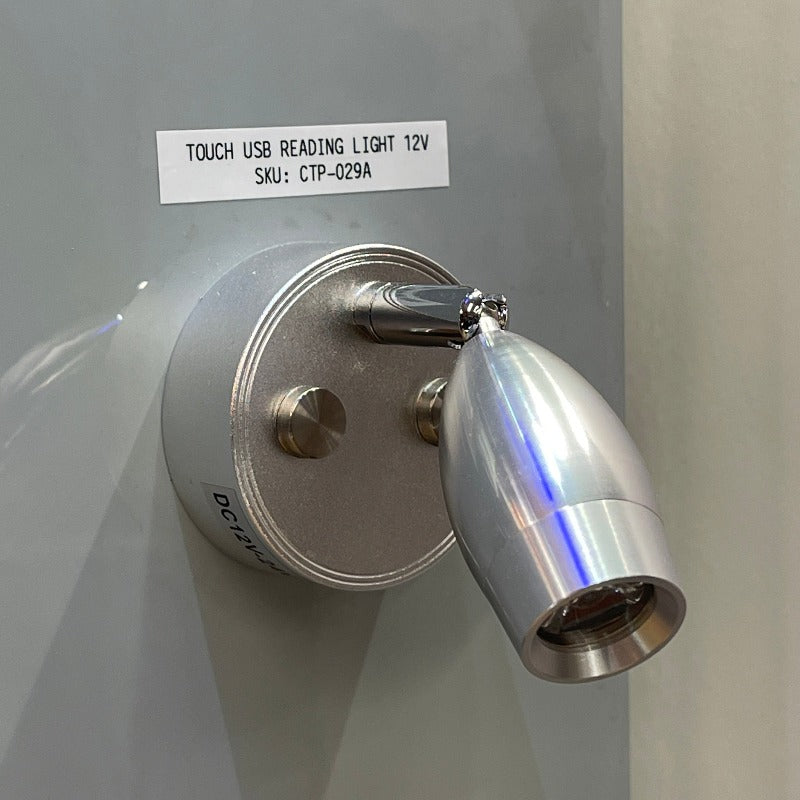 TOUCH USB READING LIGHT 12V
SKU: CTP-029A